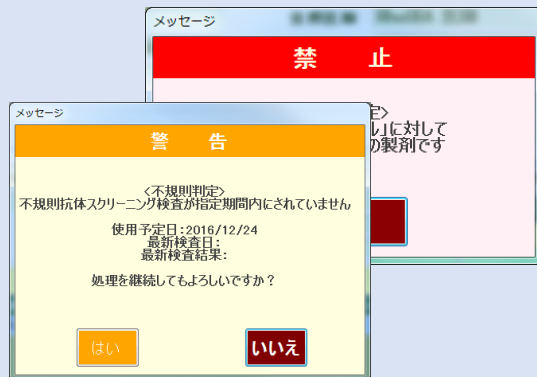 メッセージ
禁 止
定>
ル」に対して
の製剤です
メッセージ
警 告
<不規則判定>
不規則抗体スクリーニング検査が指定期間内にされていません
使用予定日:2016/12/24
最新検査日:
最新検査結果:
処理を継続してもよろしいですか?
はい
いいえ